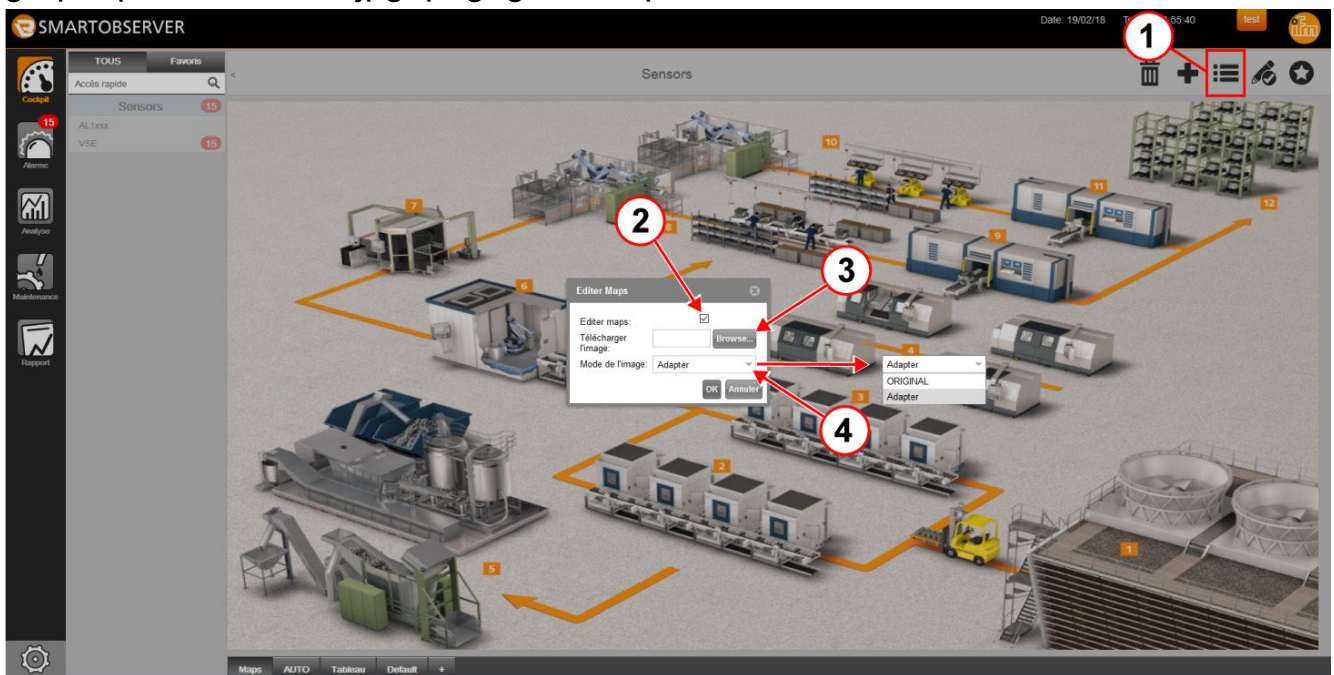 SMARTOBSERVER
Date: 19/02/18
55:40
test
ifm
1
TOUS
Favoris
Accès rapide
<
Sensors
Sensors
15
AL1xxx
VSE
15
Cockpit
15
Alarme
Analyse
Maintenance
Rapport
10
11
12
7
2
8
9
3
6
Editer Maps
Editer maps:
Télécharger
l'image:
Browse...
Mode de l'image:
Adapter
OK
Annuler
4
Adapter
ORIGINAL
Adapter
3
4
2
1
5
Maps
AUTO
Tableau
Default
+